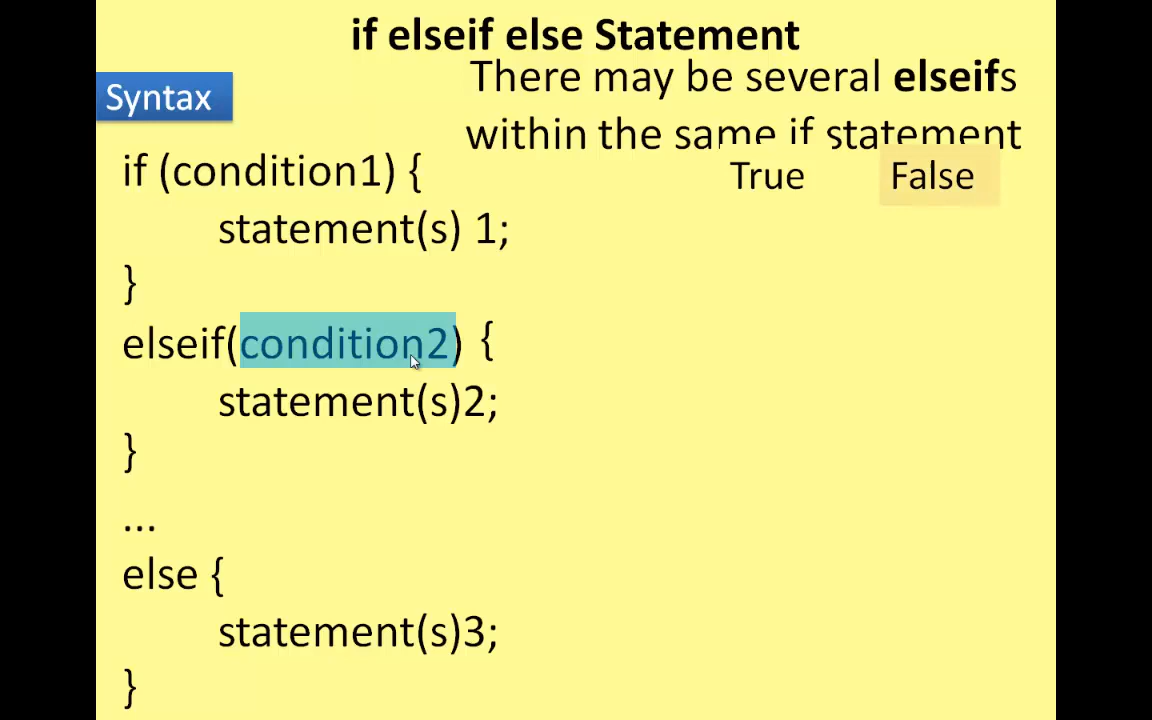 if elseif else Statement
There may be several elseifs
within the same if statement
Syntax
True False
if (condition1) {
statement(s) 1;
}
elseif(condition2) {
statement(s)2;
}
...
else {
statement(s)3;
}